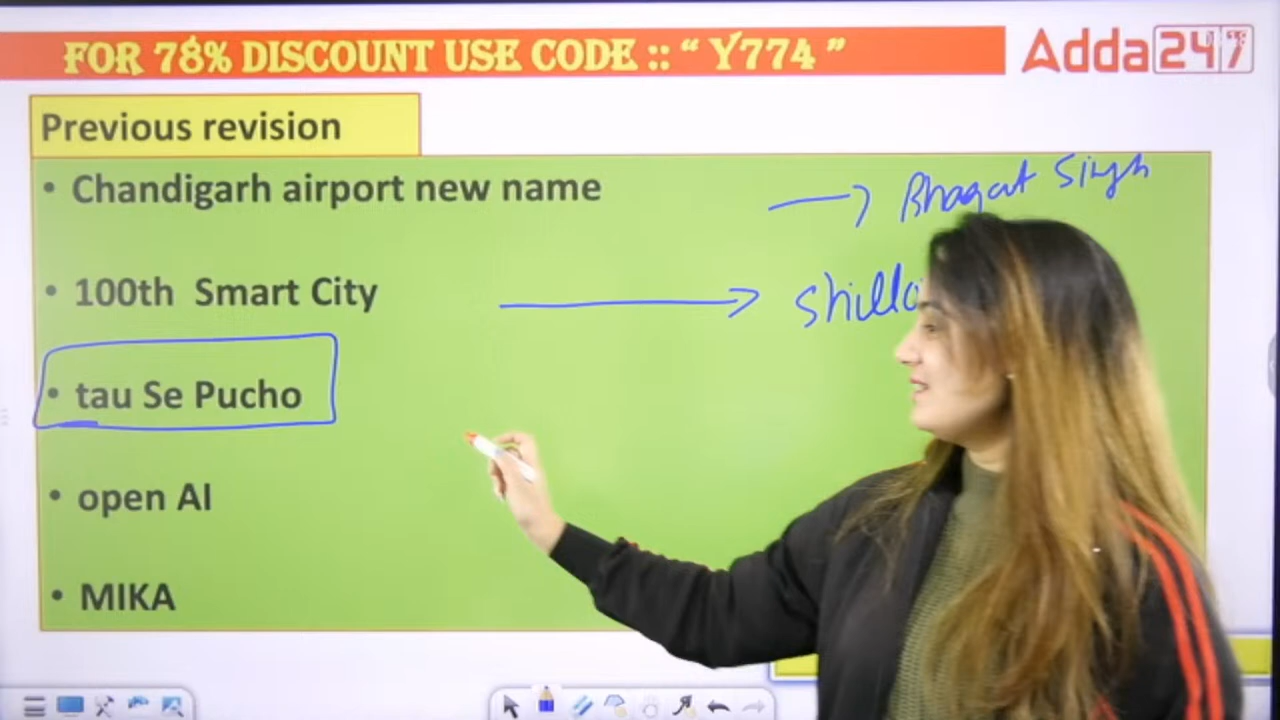 FOR 78% DISCOUNT USE CODE :: “ Y774 ”
Adda247
Previous revision
• Chandigarh airport new name → Bhagat Singh
• 100th Smart City → Shillo
• tau Se Pucho
• open AI
• MIKA